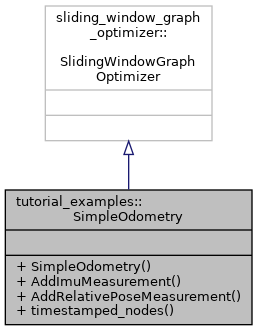 sliding_window_graph
_optimizer::
SlidingWindowGraph
Optimizer
tutorial_examples::
SimpleOdometry
+ SimpleOdometry()
+ AddImuMeasurement()
+ AddRelativePoseMeasurement()
+ timestamped_nodes()